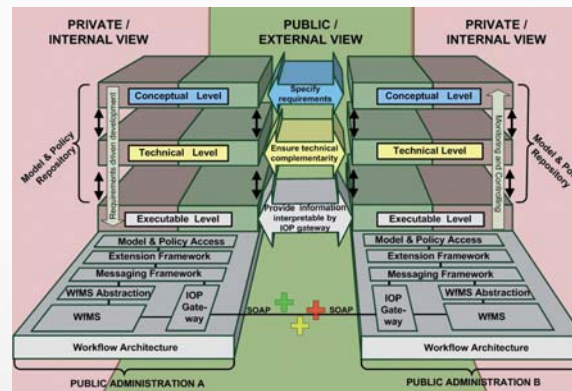 PRIVATE /
INTERNAL VIEW
PUBLIC /
EXTERNAL VIEW
PRIVATE /
INTERNAL VIEW
Conceptual Level
Specify
requirements
Conceptual Level
Model & Policy
Repository
Requirements driven development
Technical Level
Ensure technical
complementarity
Technical Level
Monitoring and Controlling
Model & Pol
Repository
Executable Level
Provide information
interpretable by
IOP gateway
Executable Level
Model & Policy Access
Extension Framework
Messaging Framework
WfMS Abstraction
WfMS
IOP
Gate-
way
SOAP
SOAP
Model & Policy Access
Extension Framework
Messaging Framework
IOP
Gate-
way
WfMS Abstraction
WfMS
Workflow Architecture
Workflow Architecture
PUBLIC ADMINISTRATION A
PUBLIC ADMINISTRATION B